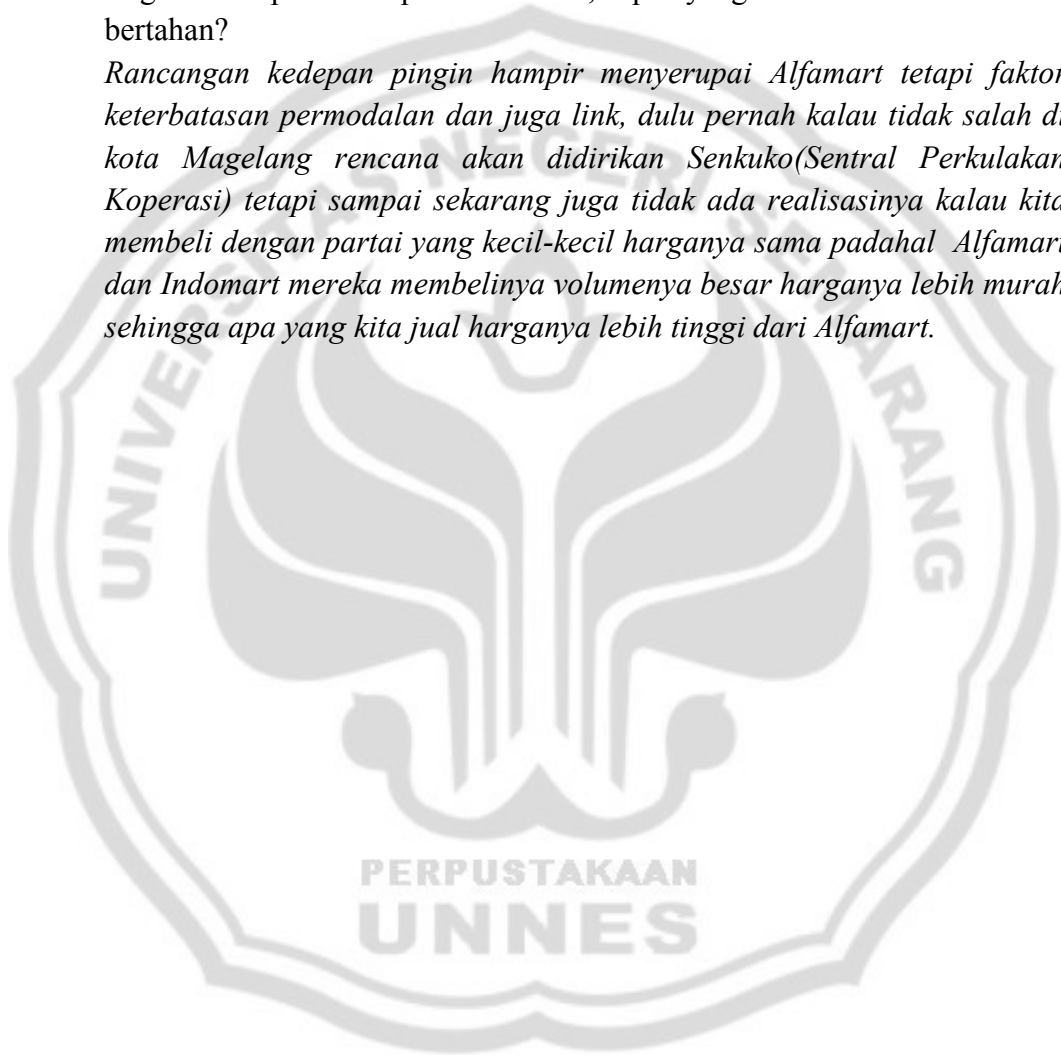 bertahan?
Rancangan kedepan pingin hampir menyerupai Alfamart tetapi faktor
keterbatasan permodalan dan juga link, dulu pernah kalau tidak salah di
kota Magelang rencana akan didirikan Senkuko(Sentral Perkulakan
Koperasi) tetapi sampai sekarang juga tidak ada realisasinya kalau kita
membeli dengan partai yang kecil-kecil harganya sama padahal Alfamart
dan Indomart mereka membelinya volumenya besar harganya lebih murah
sehingga apa yang kita jual harganya lebih tinggi dari Alfamart.
UNIVERSITAS NEGERI SEMARANG
PERPUSTAKAAN
UNNES